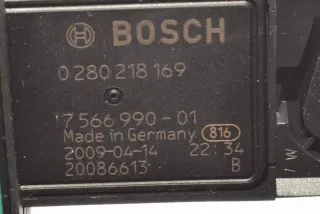 BOSCH
0 280 218 169
7 566 990-01
Made in Germany 816
2009-04-14 22:34
20086613 B
W